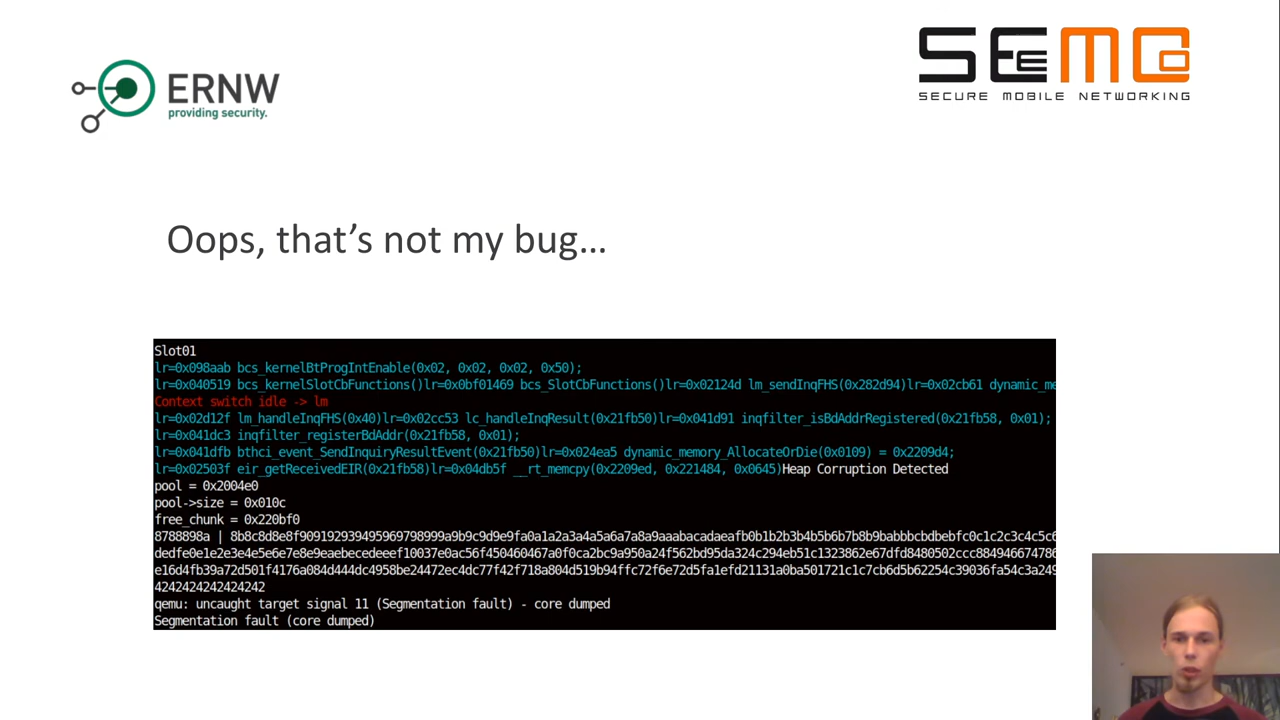 ERNW
providing security.
SEEMOO
SECURE MOBILE NETWORKING
Oops, that’s not my bug…
Slot01
lr=0x098aab bcs_kernelBtProgIntEnable(0x02, 0x02, 0x02, 0x50);
lr=0x040519 bcs_kernelSlotCbFunctions()lr=0x0bf01469 bcs_SlotCbFunctions()lr=0x02124d lm_sendInqFHS(0x282d94)lr=0x02cb61 dynamic_me
Context switch idle -> lm
lr=0x02d12f lm_handleInqFHS(0x40)lr=0x02cc53 lc_handleInqResult(0x21fb50)lr=0x041d91 inqfilter_isBdAddrRegistered(0x21fb58, 0x01);
lr=0x041dc3 inqfilter_registerBdAddr(0x21fb58, 0x01);
lr=0x041dfb bthci_event_SendInquiryResultEvent(0x21fb50)lr=0x024ea5 dynamic_memory_AllocateOrDie(0x0109) = 0x2209d4;
lr=0x02503f eir_getReceivedEIR(0x21fb58)lr=0x04db5f __rt_memcpy(0x2209ed, 0x221484, 0x0645)Heap Corruption Detected
pool = 0x2004e0
pool->size = 0x010c
free_chunk = 0x220bf0
8788898a | 8b8c8d8e8f909192939495969798999a9b9c9d9e9fa0a1a2a3a4a5a6a7a8a9aaabacadaeafb0b1b2b3b4b5b6b7b8b9babbbcbdbebfc0c1c2c3c4c5c6
dedfe0e1e2e3e4e5e6e7e8e9eaebecedeeef10037e0ac56f450460467a0f0ca2bc9a950a24f562bd95da324c294eb51c1323862e67dfd8480502ccc884946674786
e16d4fb39a72d501f4176a084d444dc4958be24472ec4dc77f42f718a804d519b94ffc72f6e72d5fa1efd21131a0ba501721c1c7cb6d5b62254c39036fa54c3a249
4242424242424242
qemu: uncaught target signal 11 (Segmentation fault) - core dumped
Segmentation fault (core dumped)